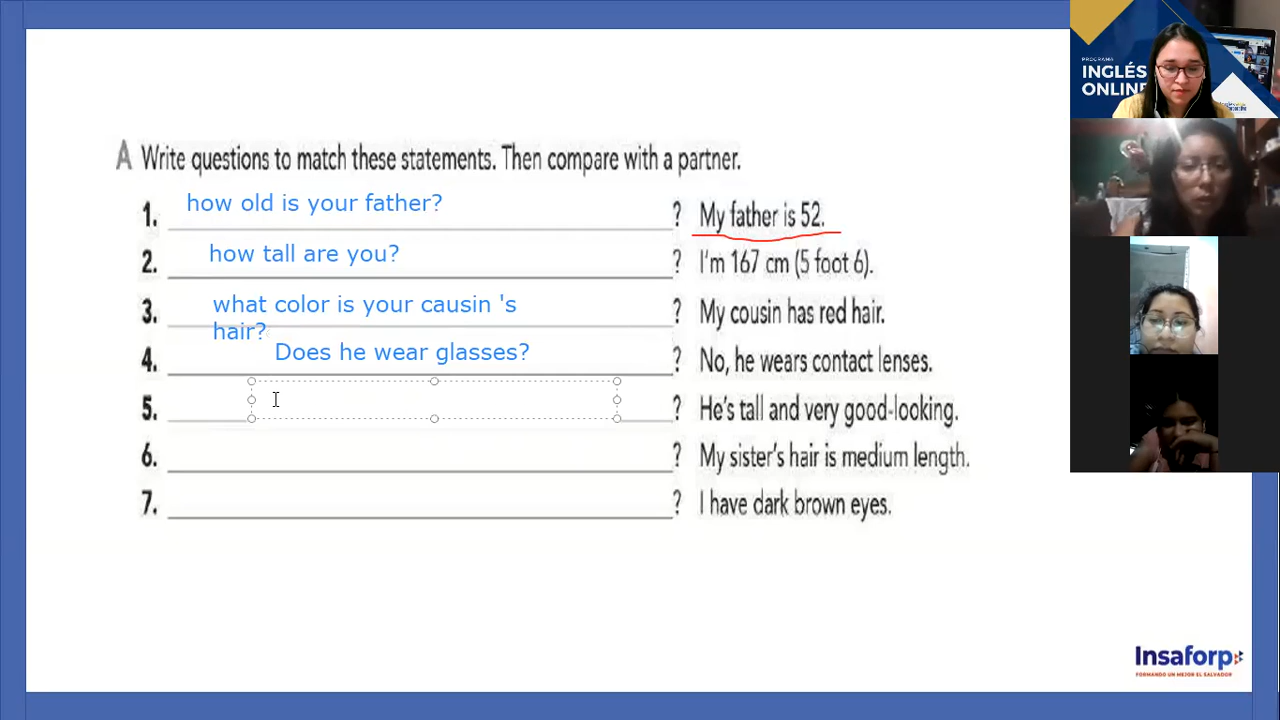 A Write questions to match these statements. Then compare with a partner.
1. how old is your father? ? My father is 52.
2. how tall are you? ? I'm 167 cm (5 foot 6).
3. what color is your causin 's
hair? ? My cousin has red hair.
4. Does he wear glasses? ? No, he wears contact lenses.
5. ? He's tall and very good-looking.
6. ? My sister's hair is medium length.
7. ? I have dark brown eyes.
PROGRAMA
INGLÉS
ONLINE
Insaforp
FORMANDO UN MEJOR EL SALVADOR